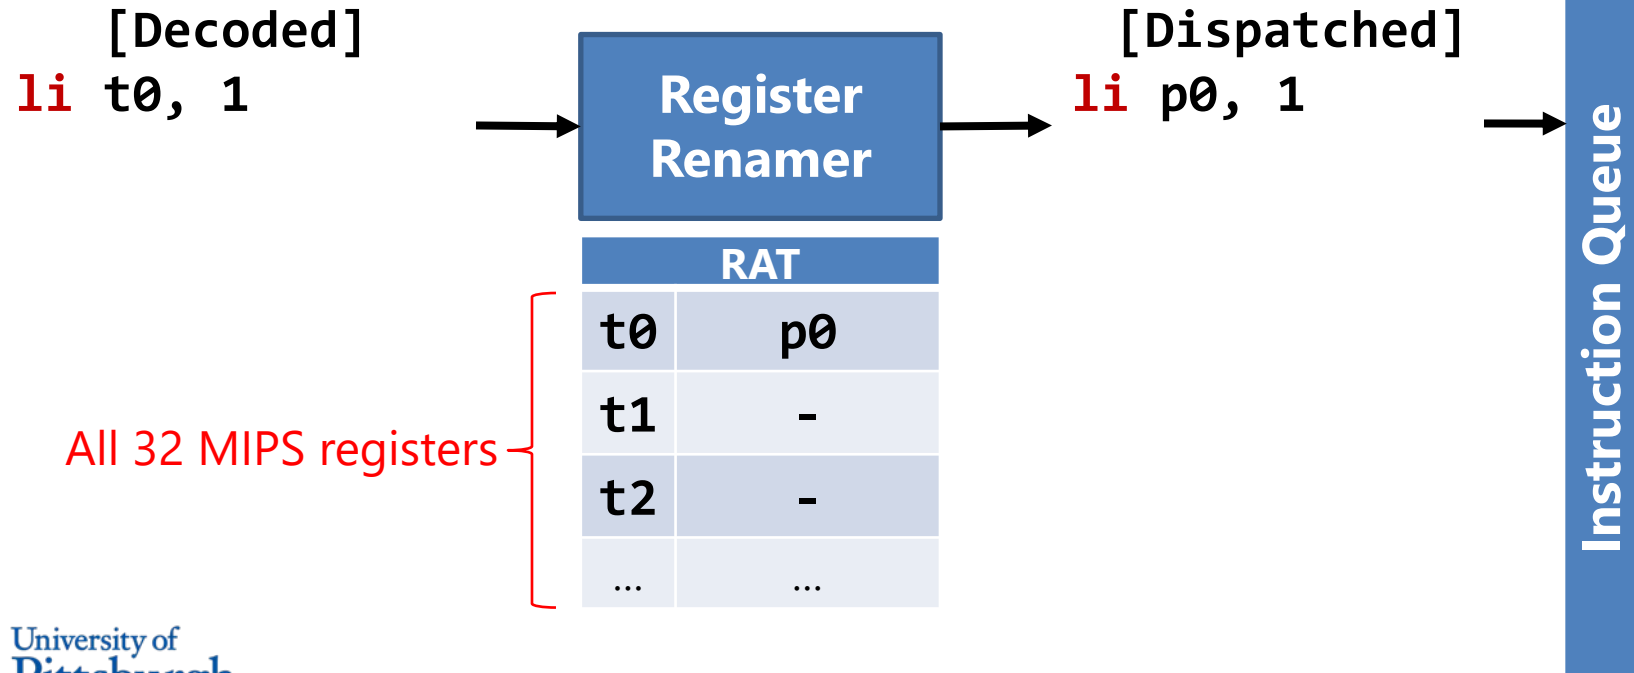 [Decoded]
li t0, 1
Register
Renamer
[Dispatched]
li p0, 1
Instruction Queue
RAT
t0 p0
t1 -
t2 -
... ...
All 32 MIPS registers
University of
Pittsburgh